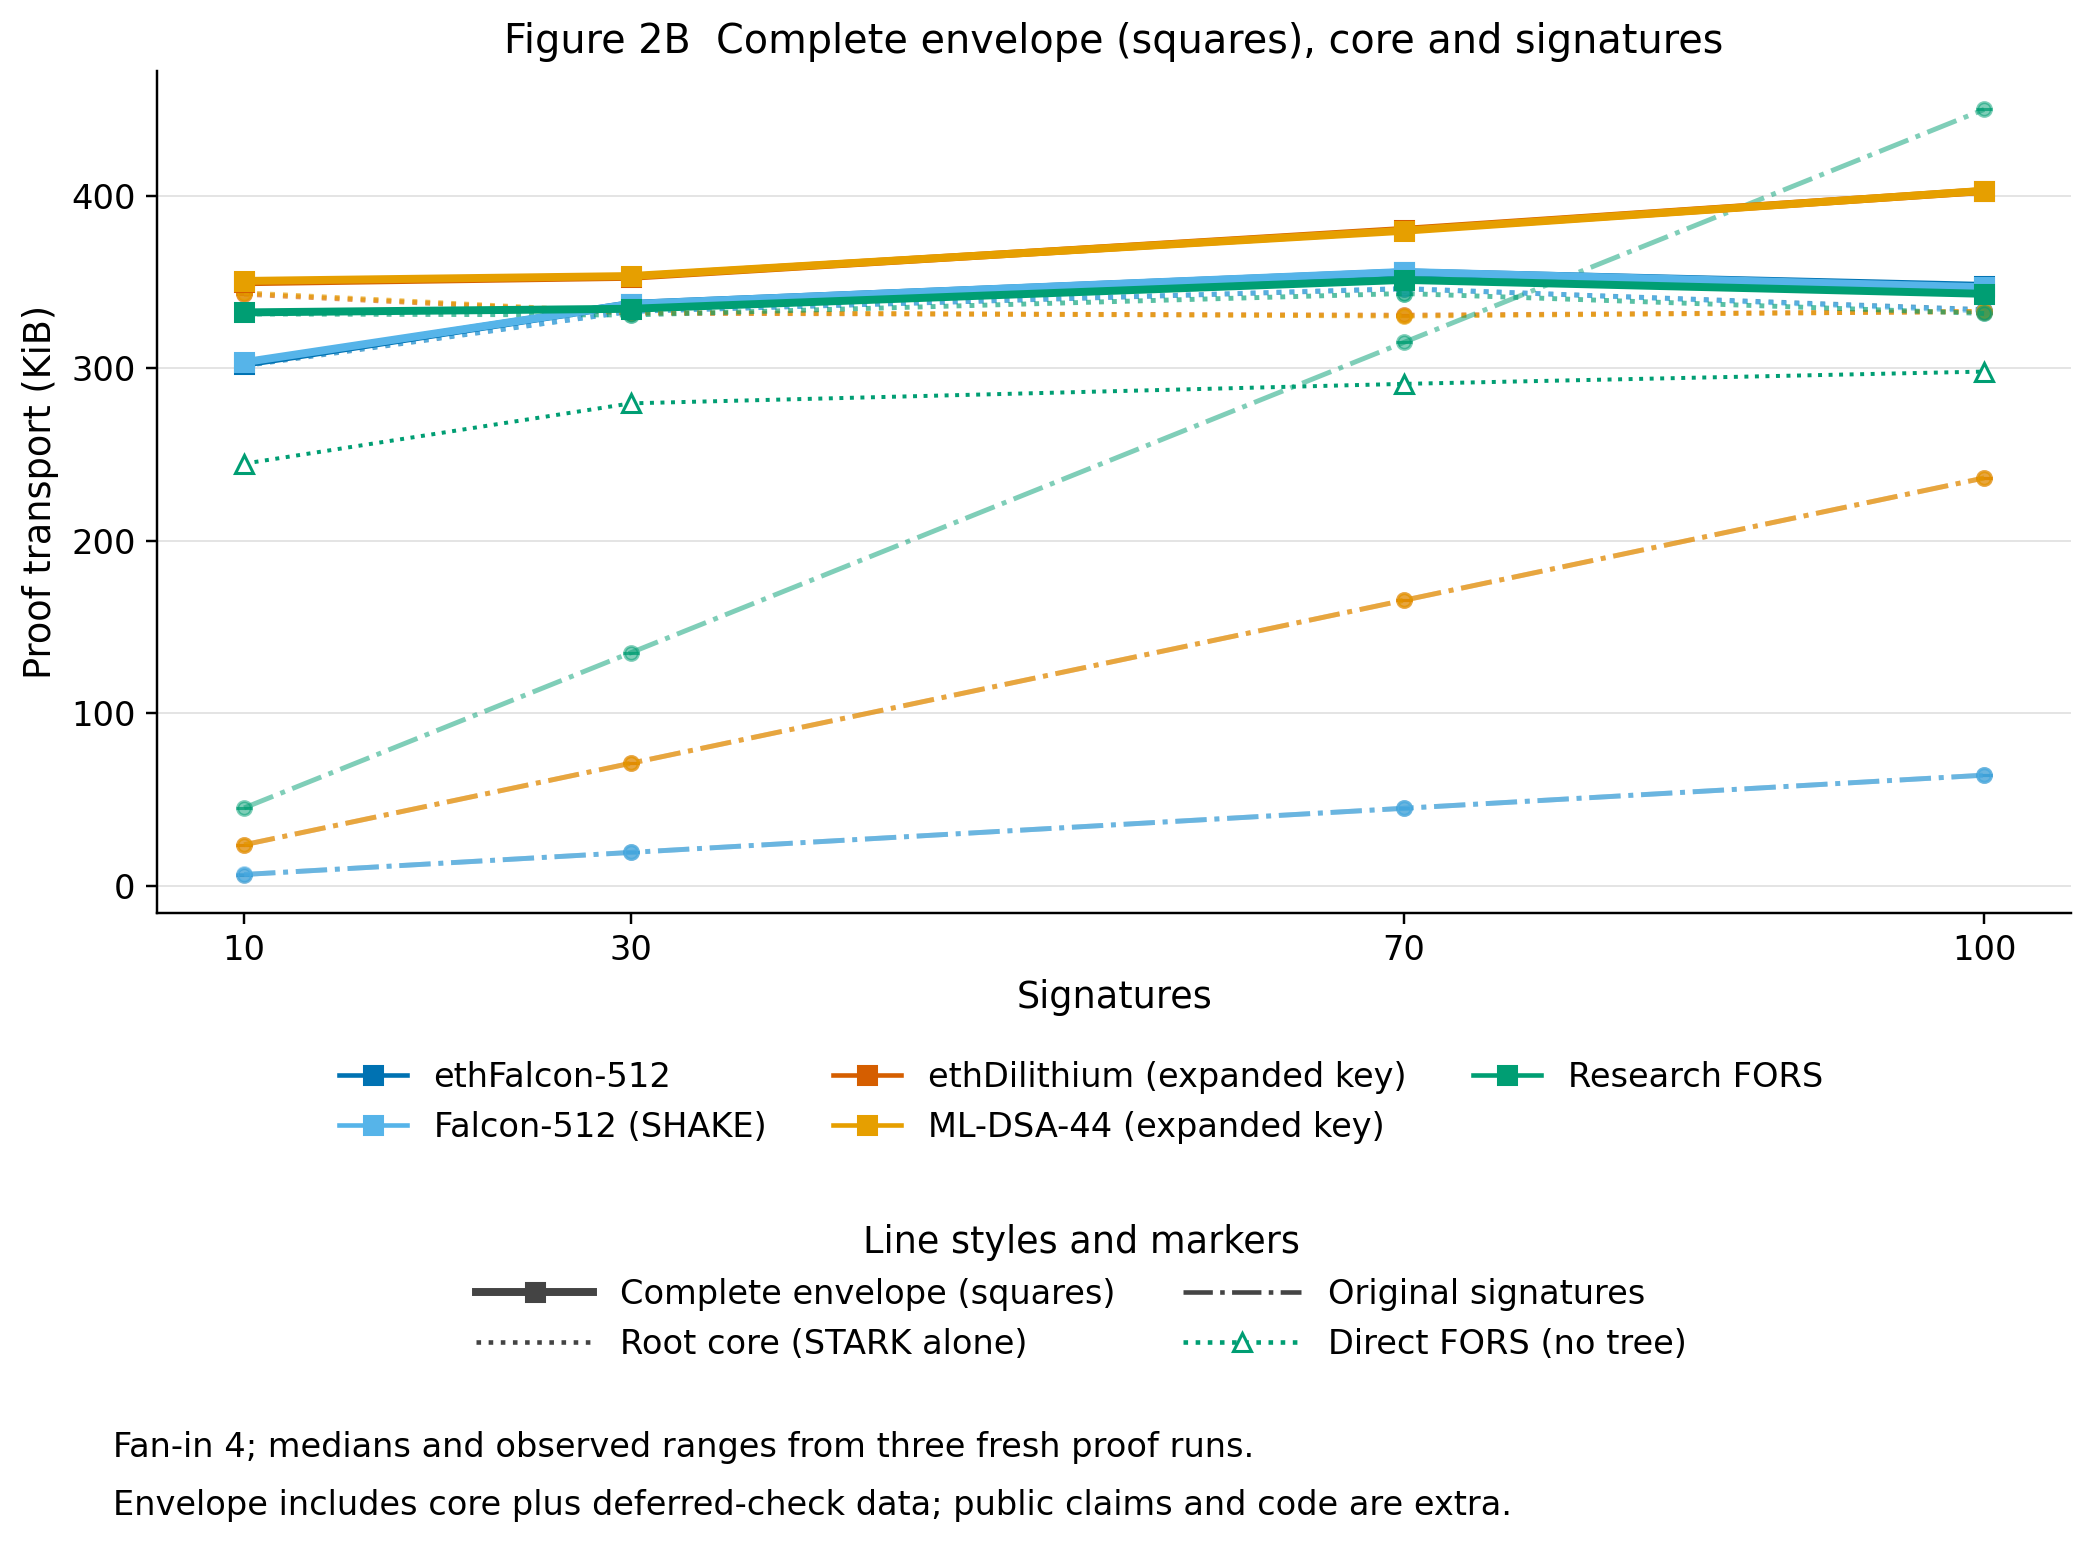 Figure 2B  Complete envelope (squares), core and signatures
Proof transport (KiB)
400
300
200
100
0
10 30 70 100
Signatures
ethFalcon-512 ethDilithium (expanded key) Research FORS
Falcon-512 (SHAKE) ML-DSA-44 (expanded key)
Line styles and markers
Complete envelope (squares) Original signatures
Root core (STARK alone) Direct FORS (no tree)
Fan-in 4; medians and observed ranges from three fresh proof runs.
Envelope includes core plus deferred-check data; public claims and code are extra.